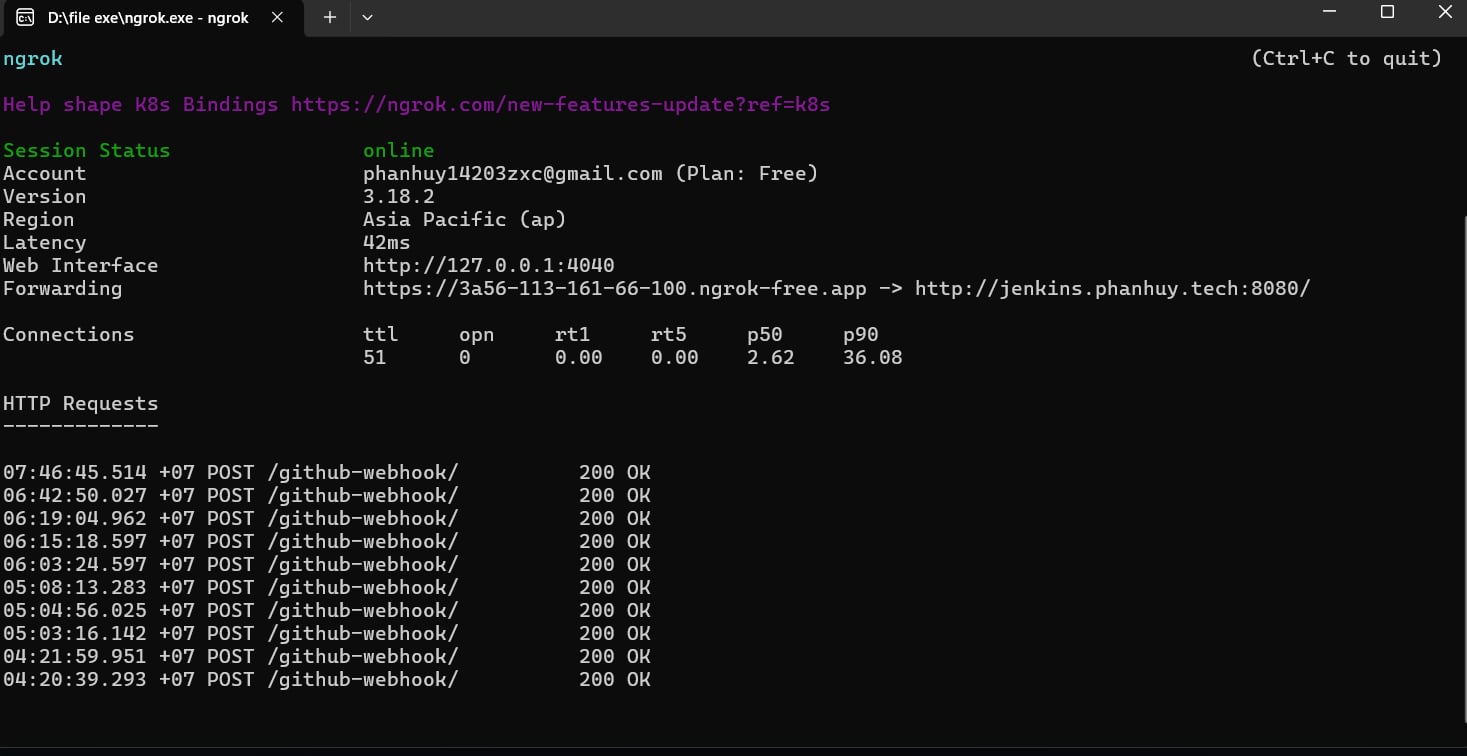 D:\file exe\ngrok.exe - ngrok
ngrok (Ctrl+C to quit)
Help shape K8s Bindings https://ngrok.com/new-features-update?ref=k8s
Session Status online
Account phanhuy14203zxc@gmail.com (Plan: Free)
Version 3.18.2
Region Asia Pacific (ap)
Latency 42ms
Web Interface http://127.0.0.1:4040
Forwarding https://3a56-113-161-66-100.ngrok-free.app -> http://jenkins.phanhuy.tech:8080/
Connections ttl opn rt1 rt5 p50 p90
51 0 0.00 0.00 2.62 36.08
HTTP Requests
-------------
07:46:45.514 +07 POST /github-webhook/ 200 OK
06:42:50.027 +07 POST /github-webhook/ 200 OK
06:19:04.962 +07 POST /github-webhook/ 200 OK
06:15:18.597 +07 POST /github-webhook/ 200 OK
06:03:24.597 +07 POST /github-webhook/ 200 OK
05:08:13.283 +07 POST /github-webhook/ 200 OK
05:04:56.025 +07 POST /github-webhook/ 200 OK
05:03:16.142 +07 POST /github-webhook/ 200 OK
04:21:59.951 +07 POST /github-webhook/ 200 OK
04:20:39.293 +07 POST /github-webhook/ 200 OK